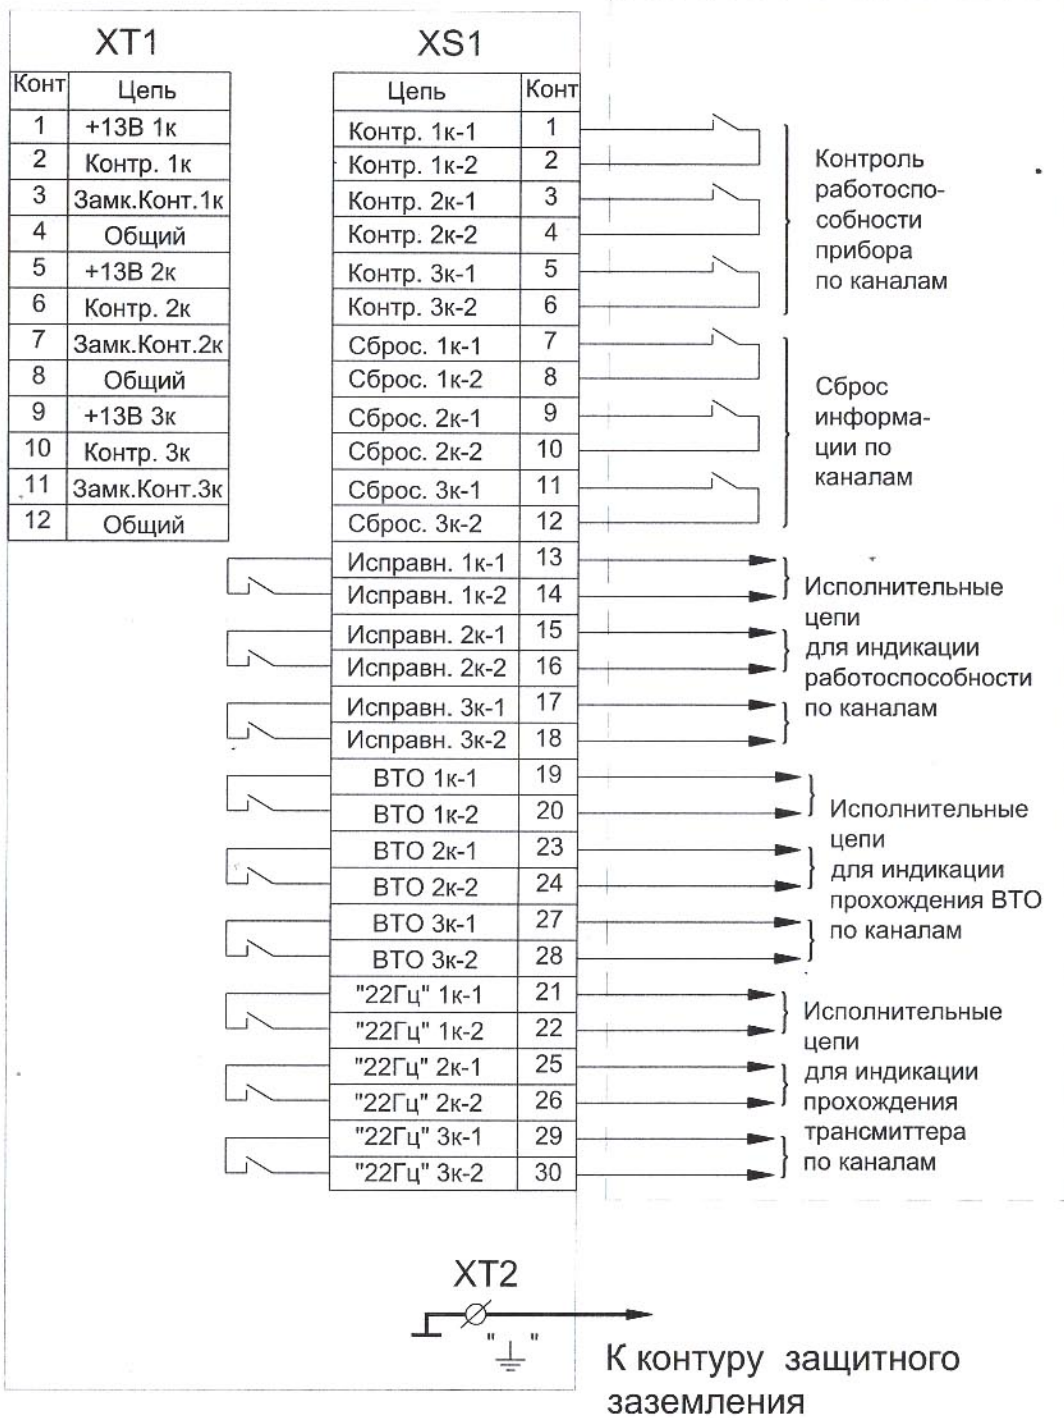 XT1
Конт Цепь
1 +13В 1к
2 Контр. 1к
3 Замк.Конт.1к
4 Общий
5 +13В 2к
6 Контр. 2к
7 Замк.Конт.2к
8 Общий
9 +13В 3к
10 Контр. 3к
11 Замк.Конт.3к
12 Общий
XS1
Цепь Конт
Контр. 1к-1 1
Контр. 1к-2 2
Контр. 2к-1 3
Контр. 2к-2 4
Контр. 3к-1 5
Контр. 3к-2 6
Сброс. 1к-1 7
Сброс. 1к-2 8
Сброс. 2к-1 9
Сброс. 2к-2 10
Сброс. 3к-1 11
Сброс. 3к-2 12
Исправн. 1к-1 13
Исправн. 1к-2 14
Исправн. 2к-1 15
Исправн. 2к-2 16
Исправн. 3к-1 17
Исправн. 3к-2 18
ВТО 1к-1 19
ВТО 1к-2 20
ВТО 2к-1 23
ВТО 2к-2 24
ВТО 3к-1 27
ВТО 3к-2 28
"22Гц" 1к-1 21
"22Гц" 1к-2 22
"22Гц" 2к-1 25
"22Гц" 2к-2 26
"22Гц" 3к-1 29
"22Гц" 3к-2 30
Контроль
работоспо-
собности
прибора
по каналам
Сброс
информа-
ции по
каналам
Исполнительные
цепи
для индикации
работоспособности
по каналам
Исполнительные
цепи
для индикации
прохождения ВТО
по каналам
Исполнительные
цепи
для индикации
прохождения
трансмиттера
по каналам
XT2
" "
К контуру защитного
заземления